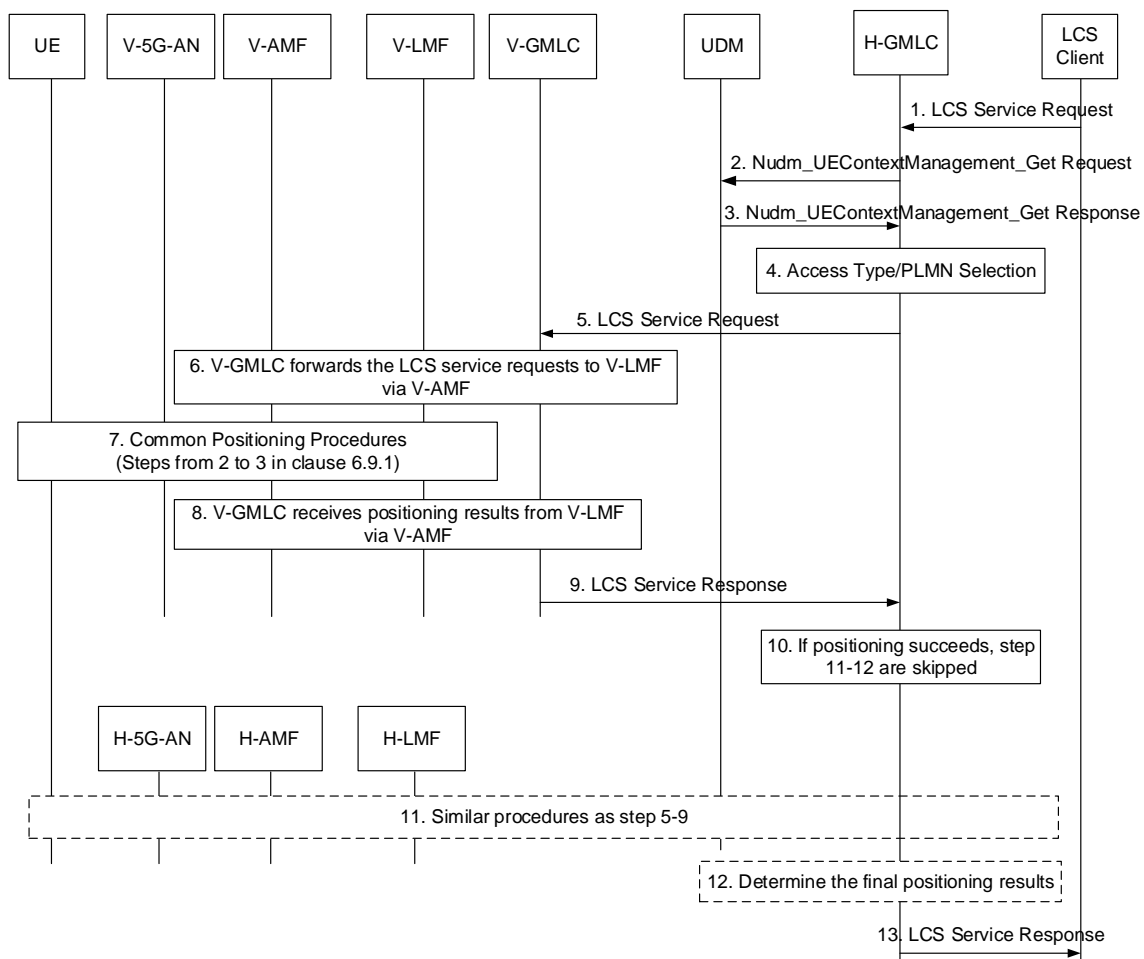 UE
V-5G-AN
V-AMF
V-LMF
V-GMLC
UDM
H-GMLC
LCS
Client
1. LCS Service Request
2. Nudm_UEContextManagement_Get Request
3. Nudm_UEContextManagement_Get Response
4. Access Type/PLMN Selection
5. LCS Service Request
6. V-GMLC forwards the LCS service requests to V-LMF
via V-AMF
7. Common Positioning Procedures
(Steps from 2 to 3 in clause 6.9.1)
8. V-GMLC receives positioning results from V-LMF
via V-AMF
9. LCS Service Response
10. If positioning succeeds, step
11-12 are skipped
H-5G-AN
H-AMF
H-LMF
11. Similar procedures as step 5-9
12. Determine the final positioning results
13. LCS Service Response